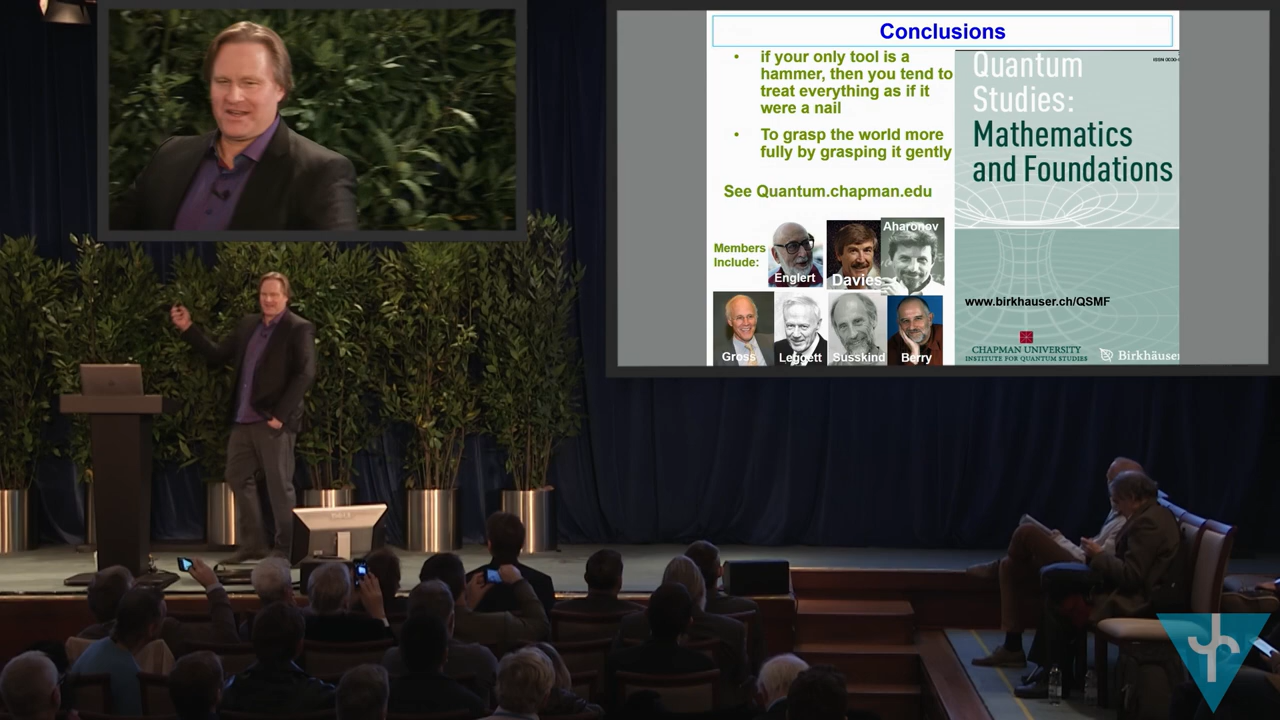 Conclusions
• if your only tool is a
hammer, then you tend to
treat everything as if it
were a nail
• To grasp the world more
fully by grasping it gently
See Quantum.chapman.edu
Members
Include:
Englert
Davies
Aharonov
Gross
Leggett
Susskind
Berry
Quantum
Studies:
Mathematics
and Foundations
www.birkhauser.ch/QSMF
CHAPMAN UNIVERSITY
INSTITUTE FOR QUANTUM STUDIES
Birkhäuser